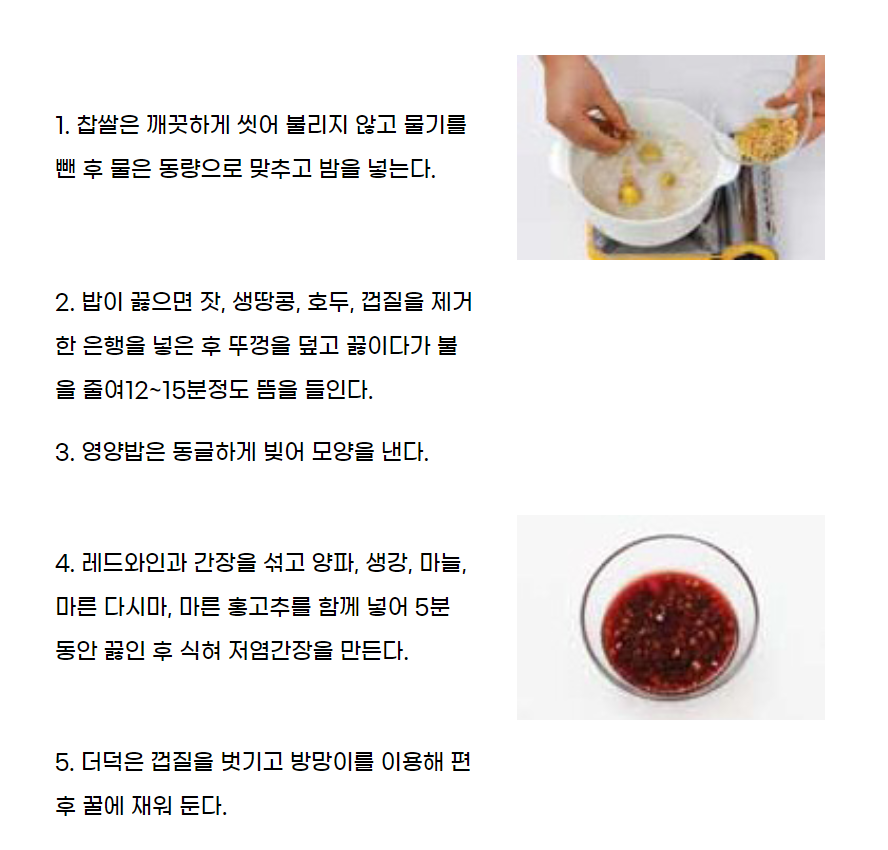 1. 찹쌀은 깨끗하게 씻어 불리지 않고 물기를
뺀 후 물은 동량으로 맞추고 밤을 넣는다.
2. 밥이 끓으면 잣, 생땅콩, 호두, 껍질을 제거
한 은행을 넣은 후 뚜껑을 덮고 끓이다가 불
을 줄여12~15분정도 뜸을 들인다.
3. 영양밥은 동글하게 빚어 모양을 낸다.
4. 레드와인과 간장을 섞고 양파, 생강, 마늘,
마른 다시마, 마른 홍고추를 함께 넣어 5분
동안 끓인 후 식혀 저염간장을 만든다.
5. 더덕은 껍질을 벗기고 방망이를 이용해 편
후 꿀에 재워 둔다.